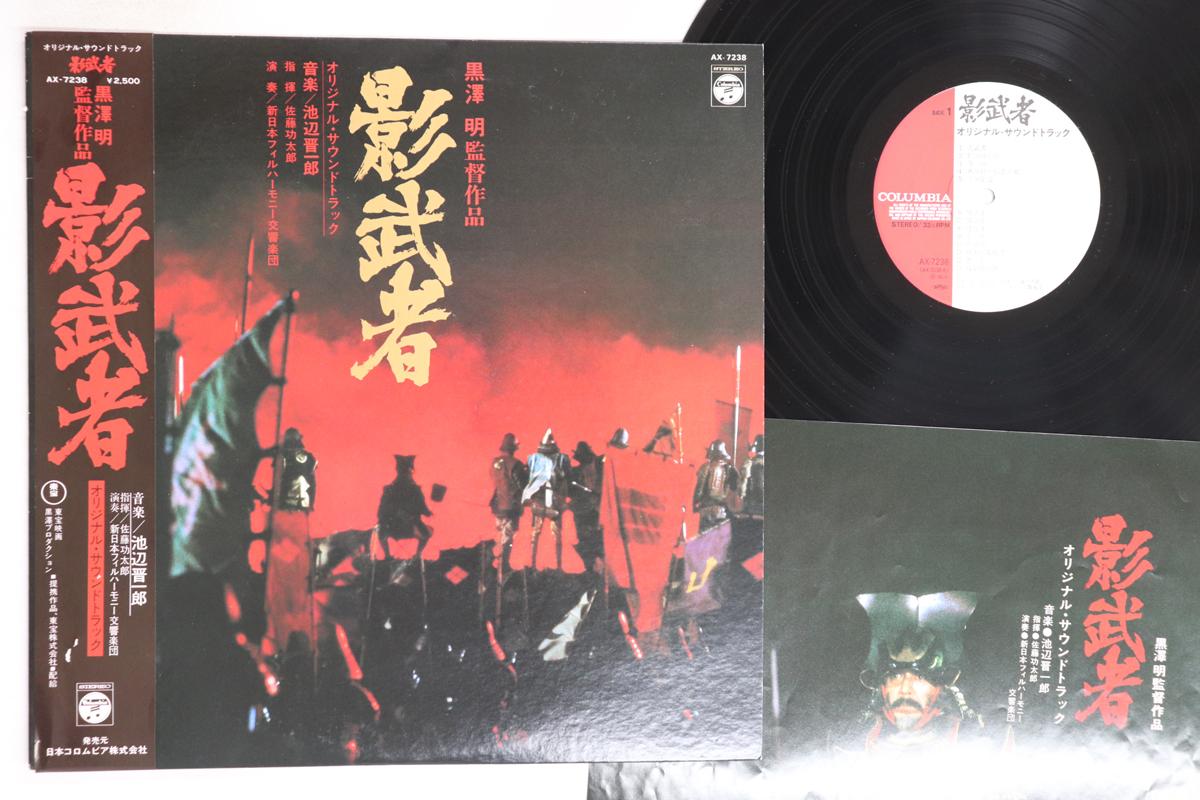 オリジナル・サウンドトラック
影武者
AX-7238 ¥2,500
黒澤 明
監督作品
影武者
オリジナル・サウンドトラック
音楽/池辺晋一郎
指揮/佐藤功太郎
演奏/新日本フィルハーモニー交響楽団
東宝映画
黒澤プロダクション●提携作品、東宝株式会社●配給
STEREO
発売元
日本コロムビア株式会社
AX-7238
STEREO
黒澤 明 監督作品
影武者
オリジナル・サウンドトラック
音楽/池辺晋一郎
指揮/佐藤功太郎
演奏/新日本フィルハーモニー交響楽団
SIDE 1
影武者
オリジナル・サウンドトラック
COLUMBIA
STEREO/33⅓RPM
AX-7238
黒澤 明監督作品
影武者
オリジナル・サウンドトラック
音楽●池辺晋一郎
指揮●佐藤功太郎
演奏●新日本フィルハーモニー
交響楽団